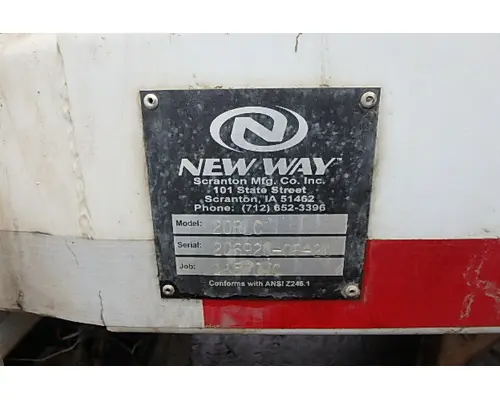 NEW WAY™
Scranton Mfg. Co. Inc.
101 State Street
Scranton, IA 51462
Phone: (712) 652-3396
Model:
Serial:
Job:
Conforms with ANSI Z245.1